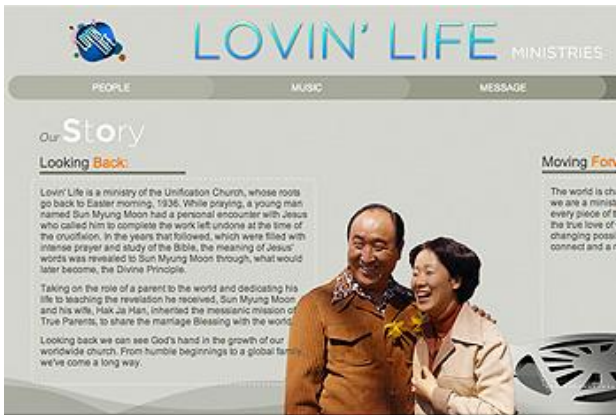 LOVIN' LIFE MINISTRIES
PEOPLE
MUSIC
MESSAGE
Our Story
Looking Back:
Lovin' Life is a ministry of the Unification Church, whose roots
go back to Easter morning, 1936. While praying, a young man
named Sun Myung Moon had a personal encounter with Jesus
who called him to complete the work left undone at the time of
the crucifixion. In the years that followed, which were filled with
intense prayer and study of the Bible, the meaning of Jesus'
words was revealed to Sun Myung Moon through, what would
later become, the Divine Principle.
Taking on the role of a parent to the world and dedicating his
life to teaching the revelation he received, Sun Myung Moon
and his wife, Hak Ja Han, inherited the messianic mission of
True Parents, to share the marriage Blessing with the world.
Looking back we can see God's hand in the growth of our
worldwide church. From humble beginnings to a global family,
we've come a long way.
Moving
The world is
we are a
every piece of
the true love of
changing
connect and a